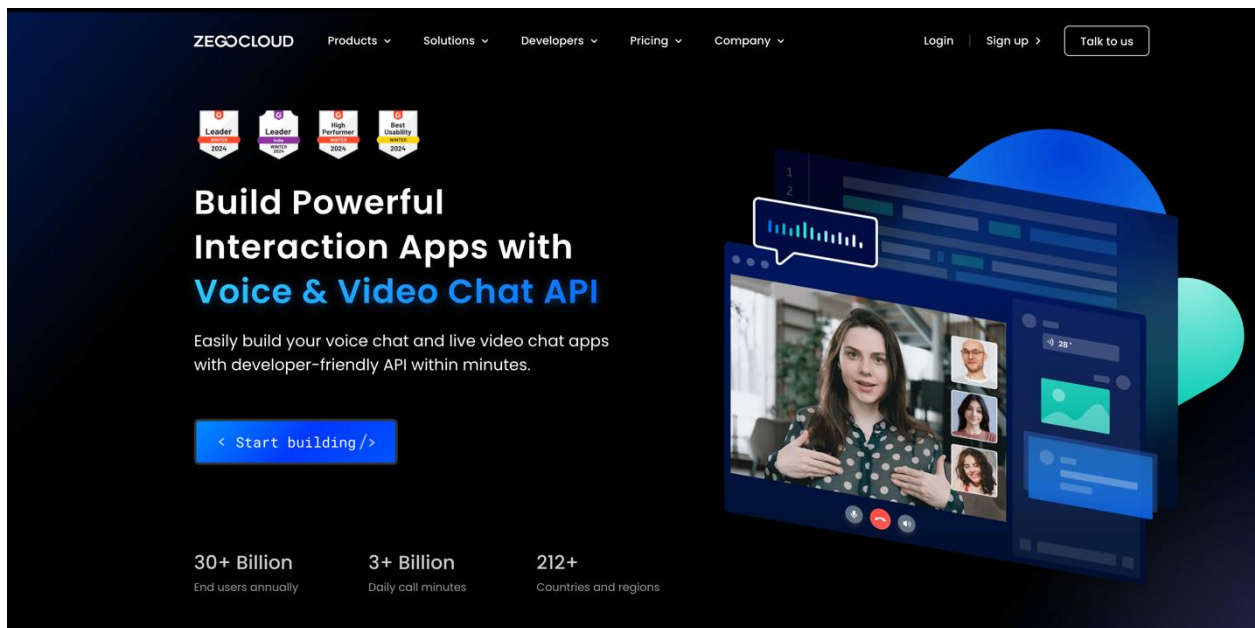 ZEGOCLOUD Products Solutions Developers Pricing Company Login Sign up Talk to us
Leader WINTER 2024
Leader India WINTER 2024
High Performer WINTER 2024
Best Usability WINTER 2024
Build Powerful
Interaction Apps with
Voice & Video Chat API
Easily build your voice chat and live video chat apps
with developer-friendly API within minutes.
< Start building/>
30+ Billion 3+ Billion 212+
End users annually Daily call minutes Countries and regions
1
2
28"